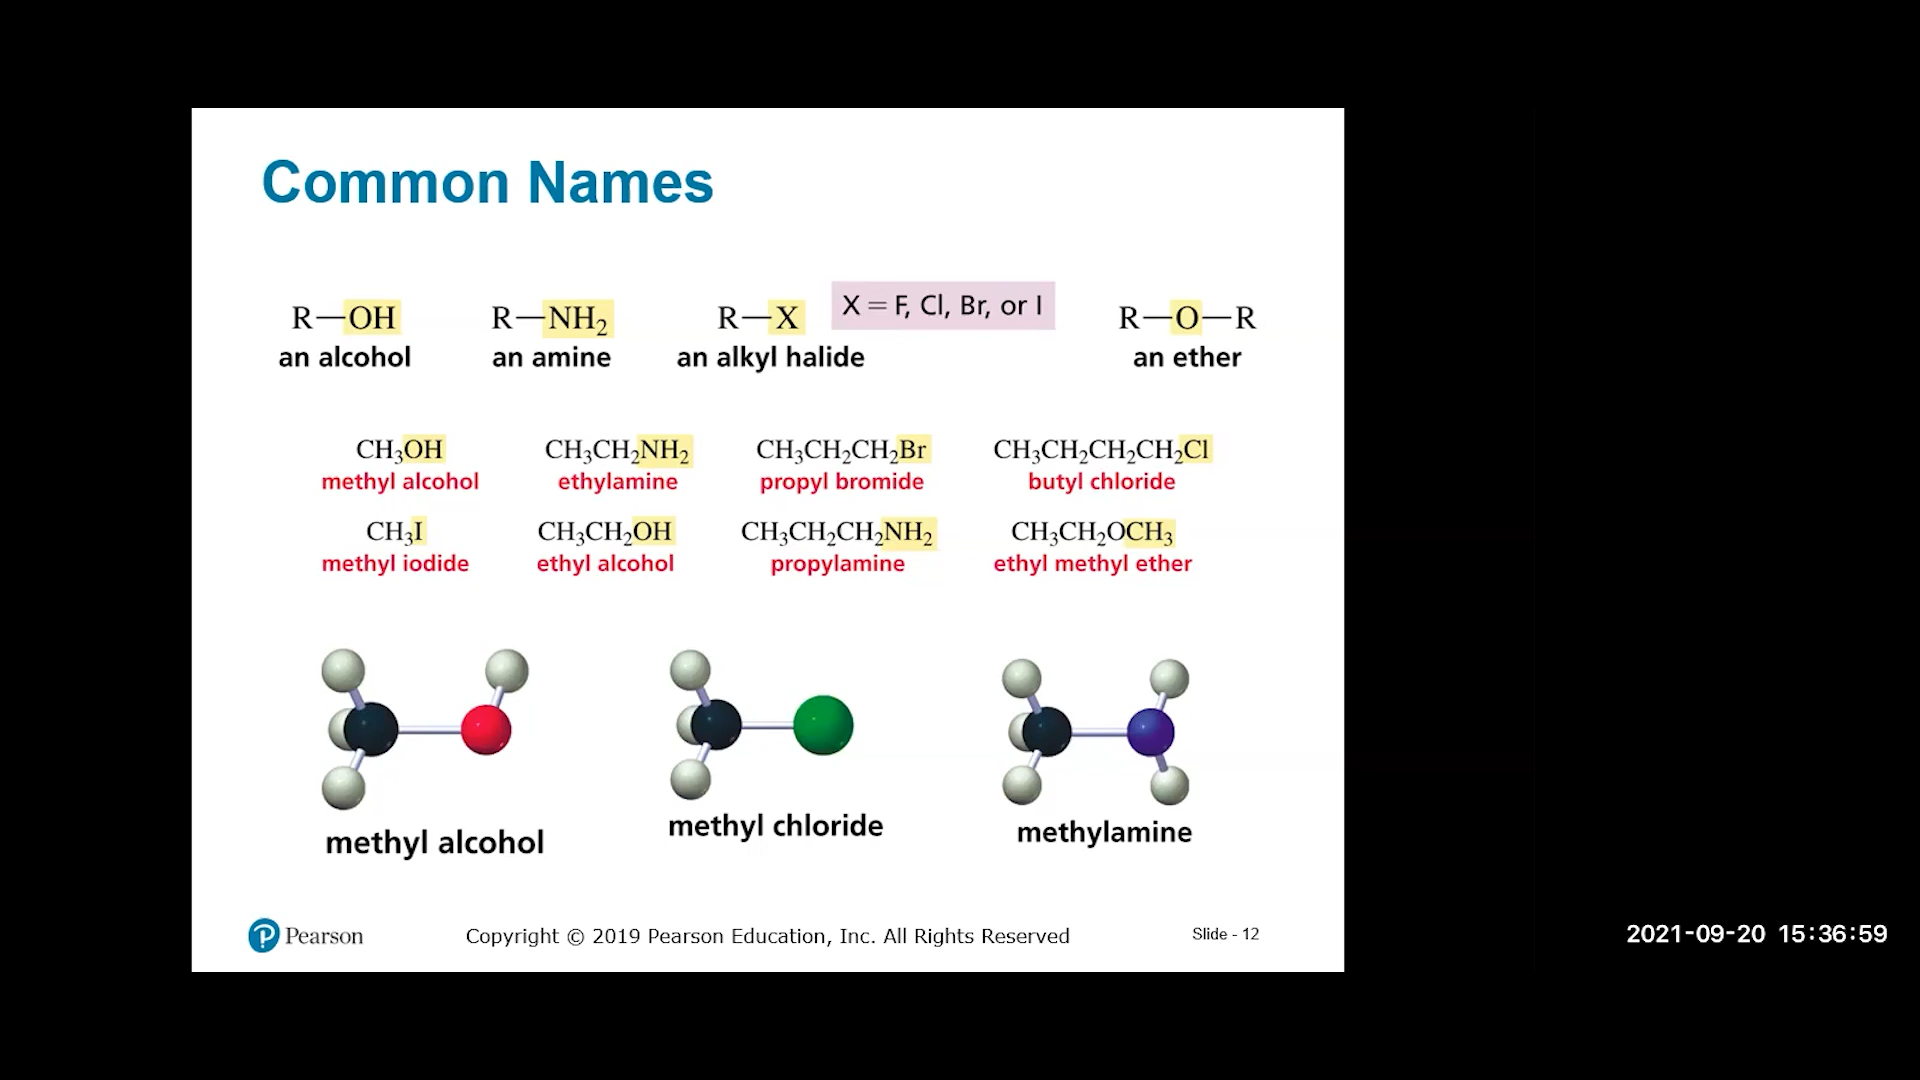 Common Names
R—OH R—NH₂ R—X X = F, Cl, Br, or I R—O—R
an alcohol an amine an alkyl halide an ether
CH₃OH CH₃CH₂NH₂ CH₃CH₂CH₂Br CH₃CH₂CH₂CH₂Cl
methyl alcohol ethylamine propyl bromide butyl chloride
CH₃I CH₃CH₂OH CH₃CH₂CH₂NH₂ CH₃CH₂OCH₃
methyl iodide ethyl alcohol propylamine ethyl methyl ether
methyl alcohol methyl chloride methylamine
P Pearson Copyright © 2019 Pearson Education, Inc. All Rights Reserved Slide - 12
2021-09-20 15:36:59